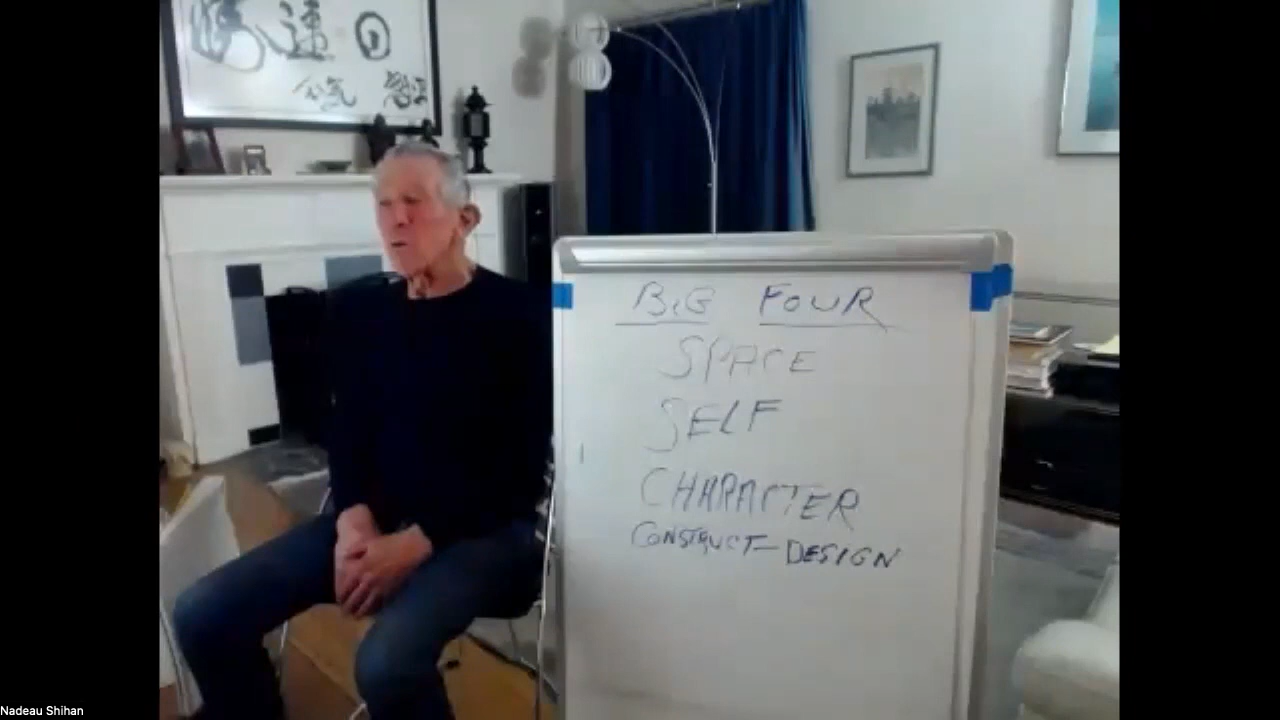 BIG FOUR
SPACE
SELF
CHARACTER
CONSTRUCT-DESIGN
Nadeau Shihan